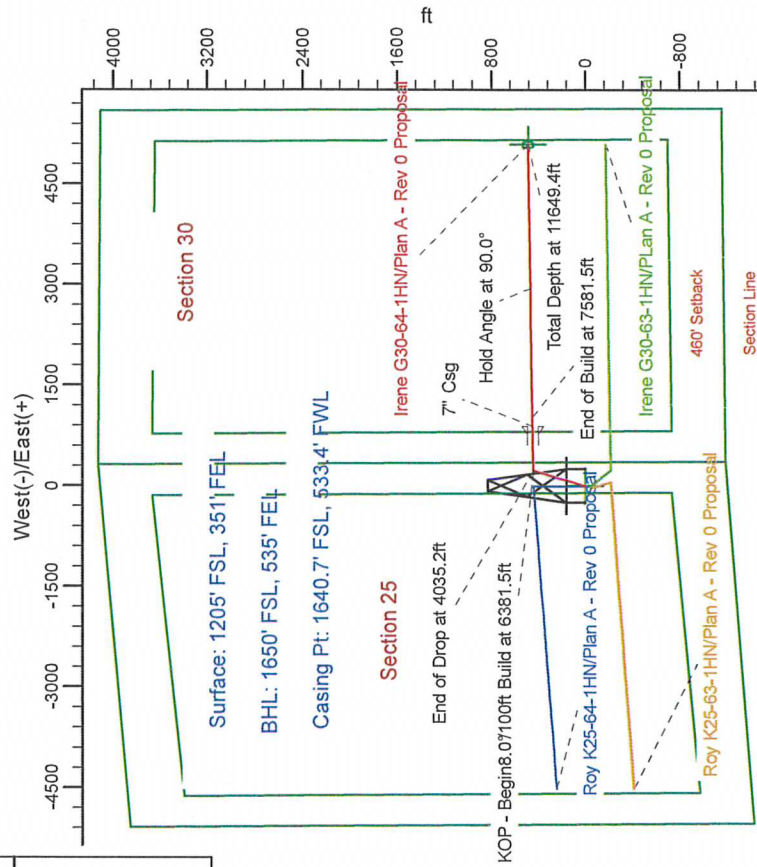 West(-)/East(+)
-4500
-3000
-1500
0
1500
3000
4500
ft
4000
3200
2400
1600
800
0
-800
Section 30
Surface: 1205' FSL, 351' FEL
BHL: 1650' FSL, 535' FEL
Casing Pt: 1640.7' FSL, 533.4' FWL
Section 25
Irene G30-64-1HN/Plan A - Rev 0 Proposal
7" Csg
Hold Angle at 90.0°
Total Depth at 11649.4ft
End of Build at 7581.5ft
End of Drop at 4035.2ft
KOP - Begin8.0°/100ft Build at 6381.5ft
Roy K25-64-1HN/Plan A - Rev 0 Proposal
Irene G30-63-1HN/PLan A - Rev 0 Proposal
Roy K25-63-1HN/Plan A - Rev 0 Proposal
460' Setback
Section Line